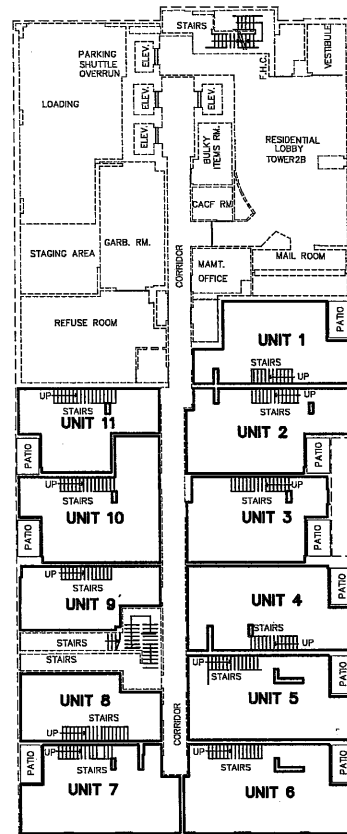 STAIRS
PARKING
SHUTTLE
OVERRUN
ELEV.
F.H.C.
VESTIBULE
LOADING
ELEV.
ELEV.
ELEV.
BULKY
ITEMS RM.
RESIDENTIAL
LOBBY
TOWER2B
CACF RM
GARB. RM.
STAGING AREA
CORRIDOR
MAMT.
OFFICE
MAIL ROOM
REFUSE ROOM
PATIO
UNIT 1
STAIRS
UP
UP
STAIRS
UNIT 11
PATIO
STAIRS
UP
UNIT 2
PATIO
UP
STAIRS
UNIT 10
PATIO
UP
STAIRS
UNIT 3
PATIO
UP
STAIRS
UNIT 9
STAIRS
STAIRS
PATIO
UNIT 4
STAIRS
UP
UP
STAIRS
UNIT 5
PATIO
UNIT 8
STAIRS
UP
CORRIDOR
PATIO
UP
STAIRS
UNIT 7
UP
STAIRS
UNIT 6
PATIO